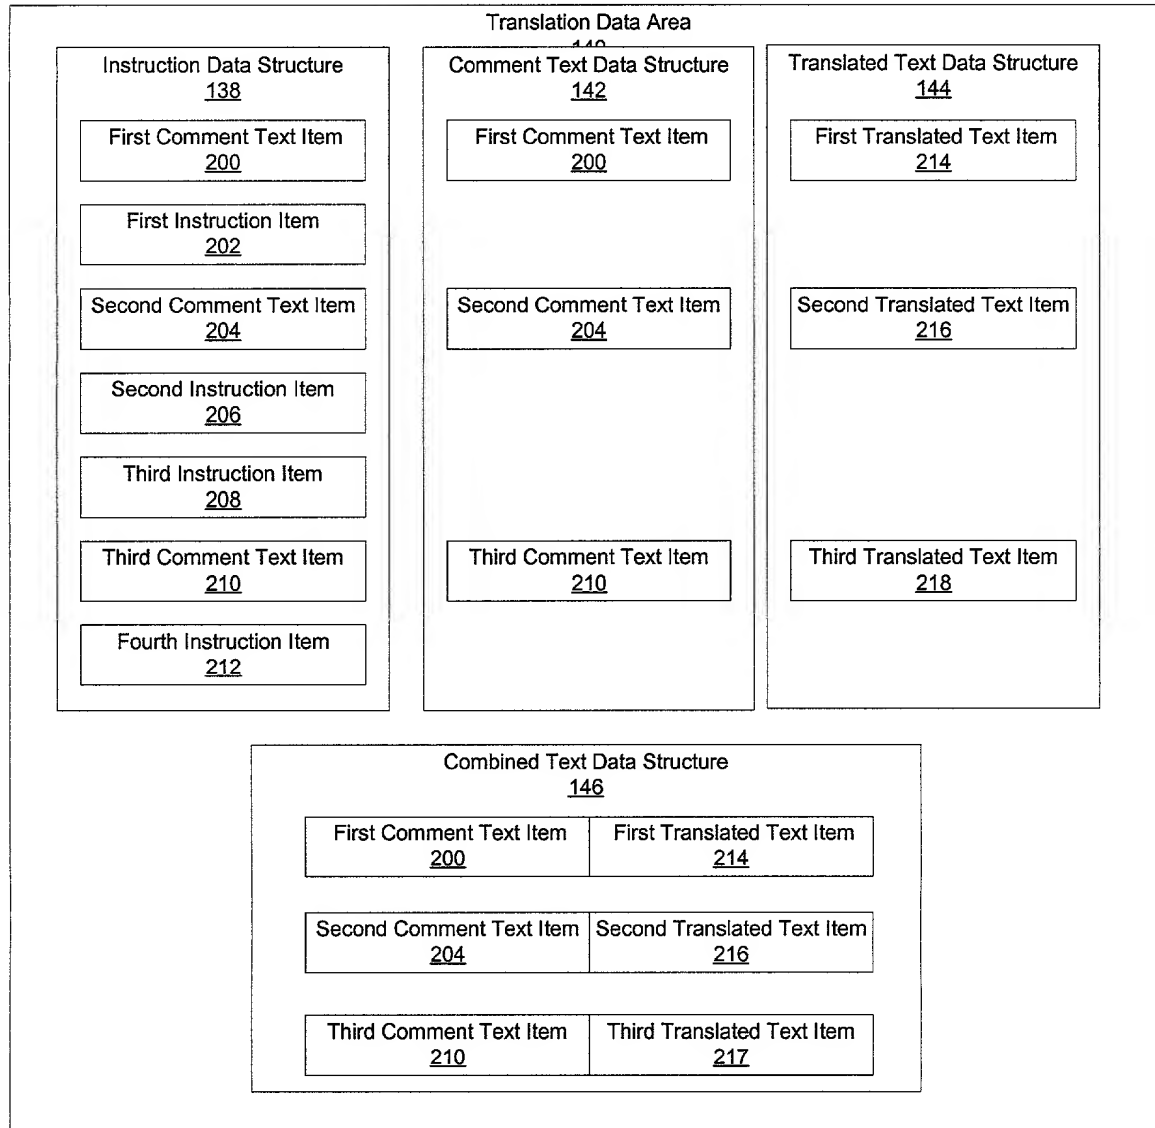 Translation Data Area
Instruction Data Structure
138
First Comment Text Item
200
First Instruction Item
202
Second Comment Text Item
204
Second Instruction Item
206
Third Instruction Item
208
Third Comment Text Item
210
Fourth Instruction Item
212
Comment Text Data Structure
142
First Comment Text Item
200
Second Comment Text Item
204
Third Comment Text Item
210
Translated Text Data Structure
144
First Translated Text Item
214
Second Translated Text Item
216
Third Translated Text Item
218
Combined Text Data Structure
146
First Comment Text Item
200
First Translated Text Item
214
Second Comment Text Item
204
Second Translated Text Item
216
Third Comment Text Item
210
Third Translated Text Item
217